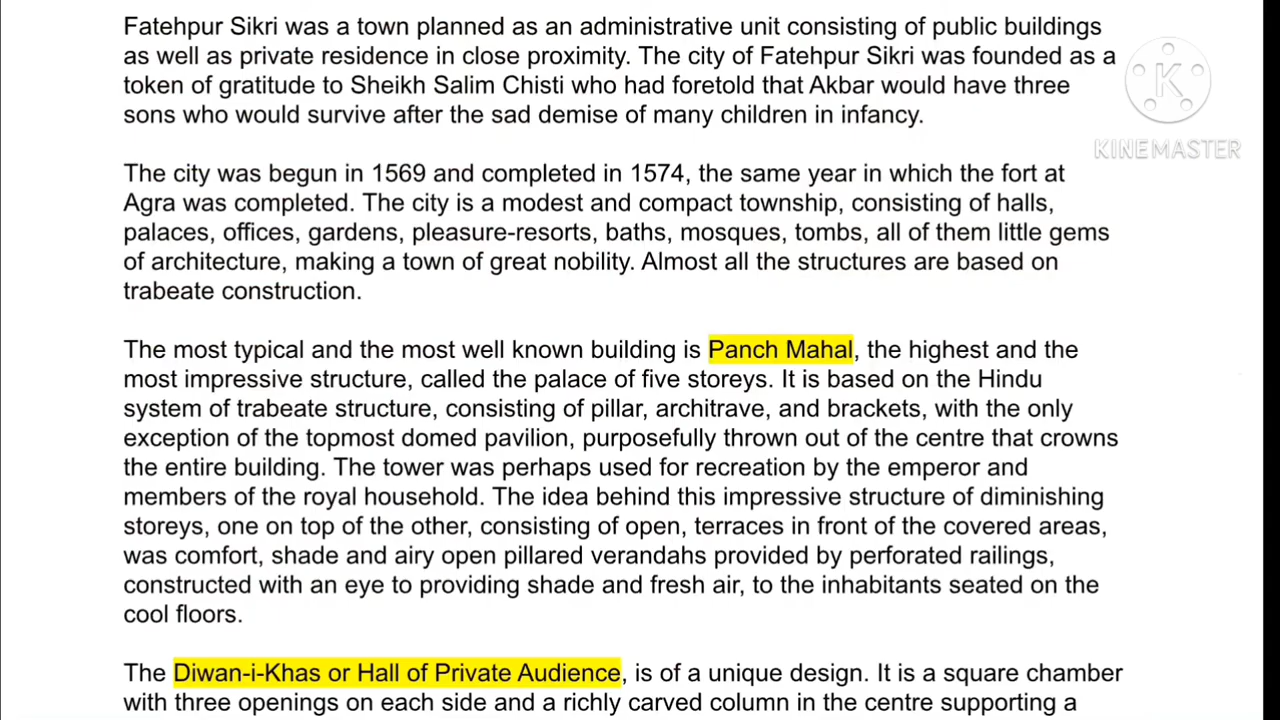 Fatehpur Sikri was a town planned as an administrative unit consisting of public buildings
as well as private residence in close proximity. The city of Fatehpur Sikri was founded as a
token of gratitude to Sheikh Salim Chisti who had foretold that Akbar would have three
sons who would survive after the sad demise of many children in infancy.
K
KINEMASTER
The city was begun in 1569 and completed in 1574, the same year in which the fort at
Agra was completed. The city is a modest and compact township, consisting of halls,
palaces, offices, gardens, pleasure-resorts, baths, mosques, tombs, all of them little gems
of architecture, making a town of great nobility. Almost all the structures are based on
trabeate construction.
The most typical and the most well known building is Panch Mahal, the highest and the
most impressive structure, called the palace of five storeys. It is based on the Hindu
system of trabeate structure, consisting of pillar, architrave, and brackets, with the only
exception of the topmost domed pavilion, purposefully thrown out of the centre that crowns
the entire building. The tower was perhaps used for recreation by the emperor and
members of the royal household. The idea behind this impressive structure of diminishing
storeys, one on top of the other, consisting of open, terraces in front of the covered areas,
was comfort, shade and airy open pillared verandahs provided by perforated railings,
constructed with an eye to providing shade and fresh air, to the inhabitants seated on the
cool floors.
The Diwan-i-Khas or Hall of Private Audience, is of a unique design. It is a square chamber
with three openings on each side and a richly carved column in the centre supporting a